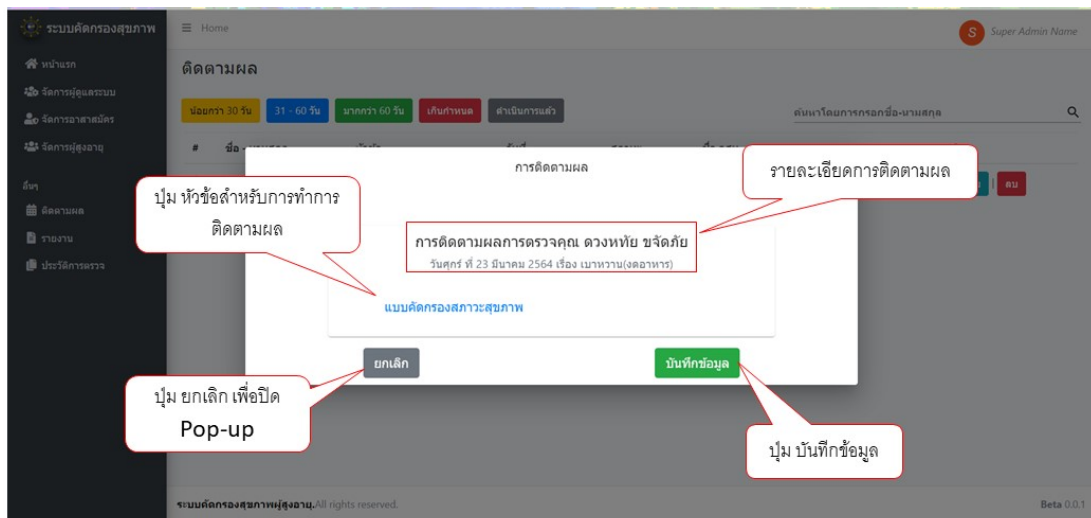 ระบบคัดกรองสุขภาพ
Home
S
Super Admin Name
หน้าแรก
จัดการผู้ดูแลระบบ
จัดการอาสาสมัคร
จัดการผู้สูงอายุ
อื่นๆ
ติดตามผล
รายงาน
ประวัติการตรวจ
ติดตามผล
น้อยกว่า 30 วัน
31 - 60 วัน
มากกว่า 60 วัน
เกินกำหนด
ดำเนินการแล้ว
ค้นหาโดยการกรอกชื่อ-นามสกุล
#
การติดตามผล
รายละเอียดการติดตามผล
ลบ
ปุ่ม หัวข้อสำหรับการทำการ
ติดตามผล
การติดตามผลการตรวจคุณ ดวงหทัย ขจัดภัย
วันศุกร์ ที่ 23 มีนาคม 2564 เรื่อง เบาหวาน(งดอาหาร)
แบบคัดกรองสภาวะสุขภาพ
ยกเลิก
บันทึกข้อมูล
ปุ่ม ยกเลิก เพื่อปิด
Pop-up
ปุ่ม บันทึกข้อมูล
ระบบคัดกรองสุขภาพผู้สูงอายุ.All rights reserved.
Beta 0.0.1